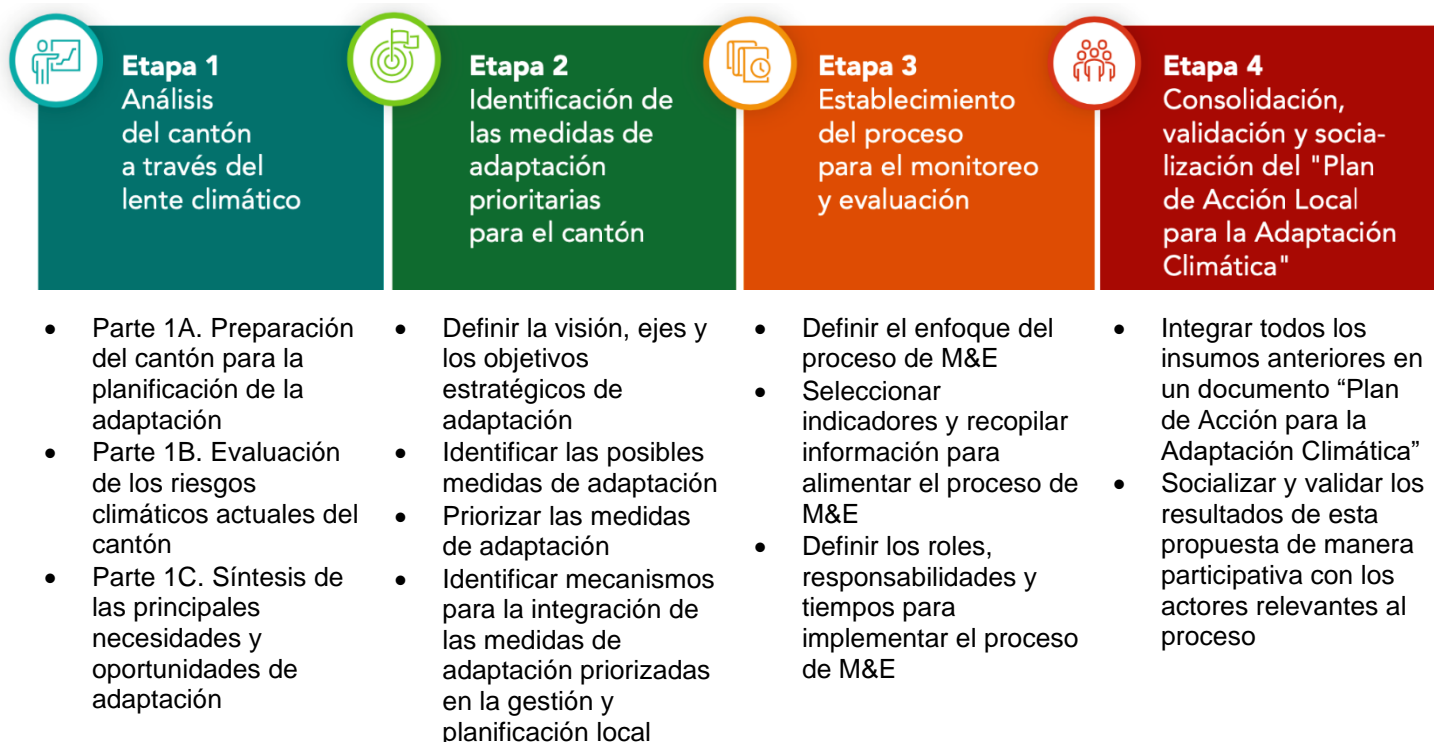 Etapa 1
Análisis
del cantón
a través del
lente climático
Etapa 2
Identificación de
las medidas de
adaptación
prioritarias
para el cantón
Etapa 3
Establecimiento
del proceso
para el monitoreo
y evaluación
Etapa 4
Consolidación,
validación y socia-
lización del "Plan
de Acción Local
para la Adaptación
Climática"
• Parte 1A. Preparación
del cantón para la
planificación de la
adaptación
• Parte 1B. Evaluación
de los riesgos
climáticos actuales del
cantón
• Parte 1C. Síntesis de
las principales
necesidades y
oportunidades de
adaptación
• Definir la visión, ejes y
los objetivos
estratégicos de
adaptación
• Identificar las posibles
medidas de adaptación
• Priorizar las medidas
de adaptación
• Identificar mecanismos
para la integración de
las medidas de
adaptación priorizadas
en la gestión y
planificación local
• Definir el enfoque del
proceso de M&E
• Seleccionar
indicadores y recopilar
información para
alimentar el proceso de
M&E
• Definir los roles,
responsabilidades y
tiempos para
implementar el proceso
de M&E
• Integrar todos los
insumos anteriores en
un documento “Plan
de Acción para la
Adaptación Climática”
• Socializar y validar los
resultados de esta
propuesta de manera
participativa con los
actores relevantes al
proceso